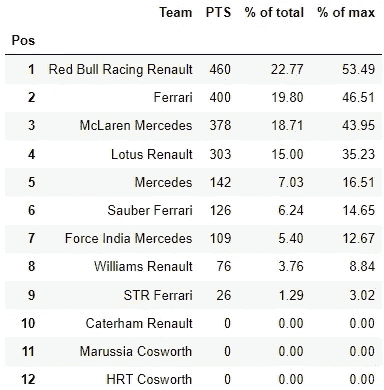 Team PTS % of total % of max
Pos
1 Red Bull Racing Renault 460 22.77 53.49
2 Ferrari 400 19.80 46.51
3 McLaren Mercedes 378 18.71 43.95
4 Lotus Renault 303 15.00 35.23
5 Mercedes 142 7.03 16.51
6 Sauber Ferrari 126 6.24 14.65
7 Force India Mercedes 109 5.40 12.67
8 Williams Renault 76 3.76 8.84
9 STR Ferrari 26 1.29 3.02
10 Caterham Renault 0 0.00 0.00
11 Marussia Cosworth 0 0.00 0.00
12 HRT Cosworth 0 0.00 0.00